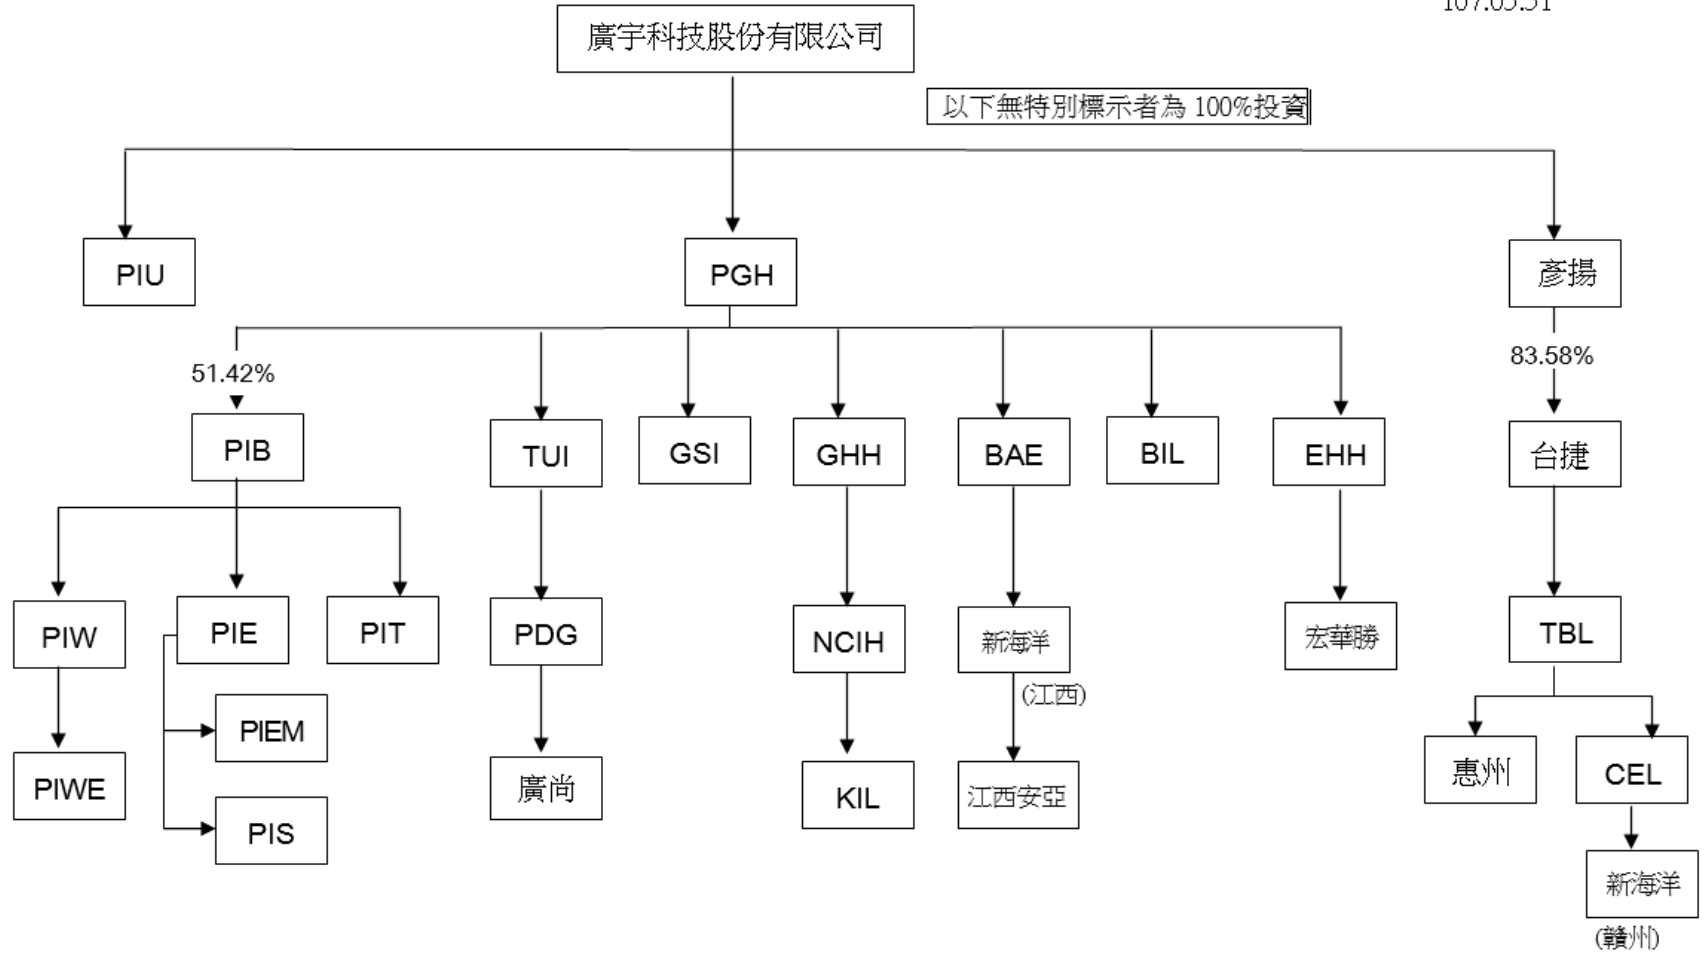 廣宇科技股份有限公司
以下無特別標示者為 100%投資
PIU
PGH
彥揚
51.42%
83.58%
PIB
TUI
GSI
GHH
BAE
BIL
EHH
台捷
PIW
PIE
PIT
PDG
NCIH
新海洋
(江西)
宏華勝
TBL
PIEM
PIWE
廣尚
KIL
江西安亞
惠州
CEL
PIS
新海洋
(贛州)